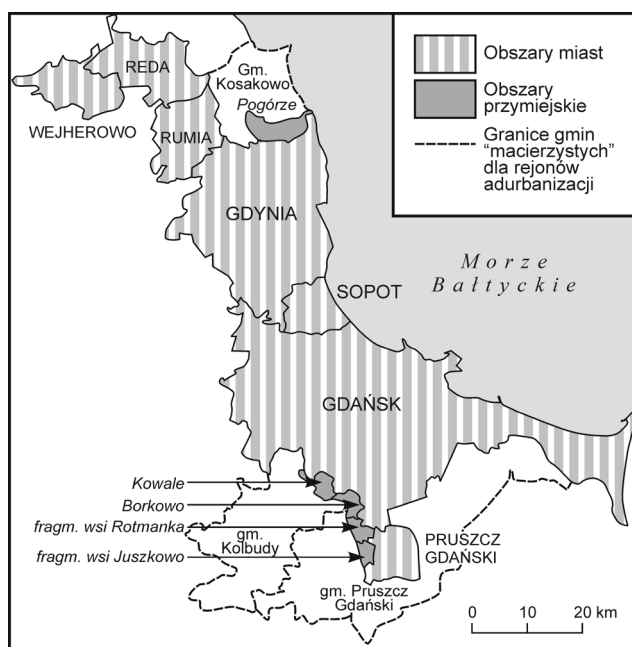 REDA
WEJHEROWO
RUMIA
Gm.
Kosakowo
Pogórze
GDYNIA
SOPOT
Morze
Bałtyckie
GDAŃSK
Kowale
Borkowo
fragm. wsi Rotmanka
gm.
Kolbudy
fragm. wsi Juszkowo
PRUSZCZ
GDAŃSKI
gm. Pruszcz
Gdański
Obszary miast
Obszary
przymiejskie
Granice gmin
"macierzystych"
dla rejonów
adurbanizacji
0 10 20 km